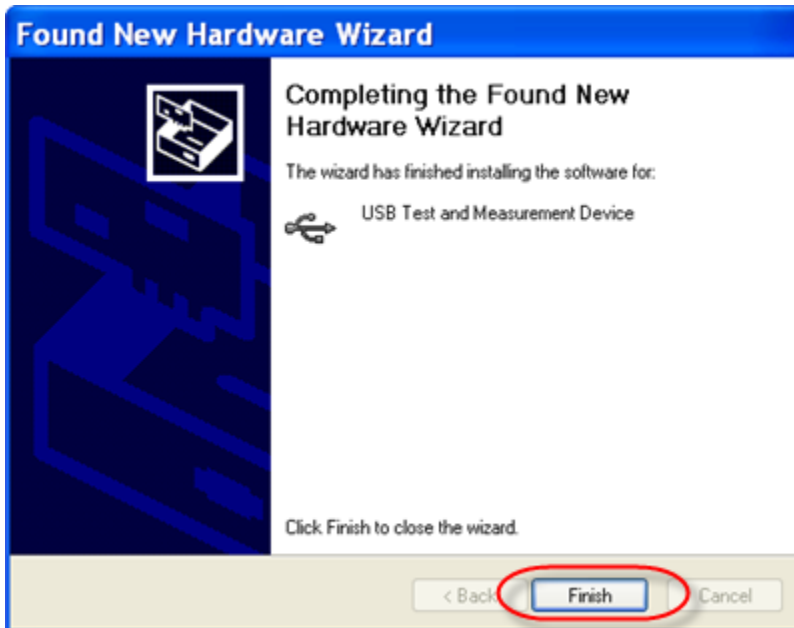 Found New Hardware Wizard
Completing the Found New
Hardware Wizard
The wizard has finished installing the software for:
USB Test and Measurement Device
Click Finish to close the wizard.
< Back
Finish
Cancel